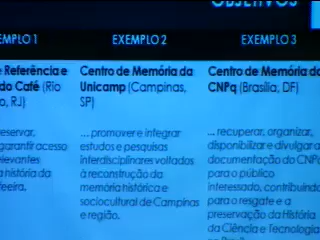 OBJETIVOS
EMPLO 1 EXEMPLO 2 EXEMPLO 3
Referência e
do Café (Rio
, RJ)
eservar,
garantir acesso
elevantes
a história da
feeira.
Centro de Memória da
Unicamp (Campinas,
SP)
... promover e integrar
estudos e pesquisas
interdisciplinares voltados
à reconstrução da
memória histórica e
sociocultural de Campinas
e região.
Centro de Memória do
CNPq (Brasília, DF)
... recuperar, organizar,
disponibilizar e divulgar a
documentação do CNPq
para o público
interessado, contribuindo
para o resgate e a
preservação da História
da Ciência e Tecnologia